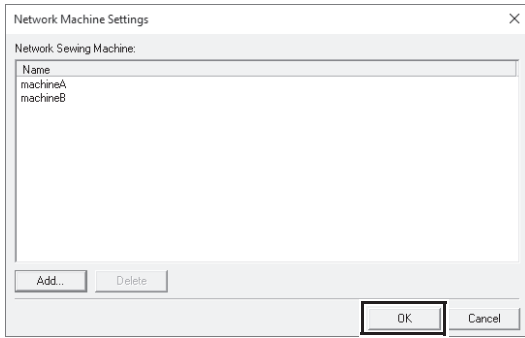 Network Machine Settings
Network Sewing Machine:
Name
machineA
machineB
Add... Delete
OK Cancel